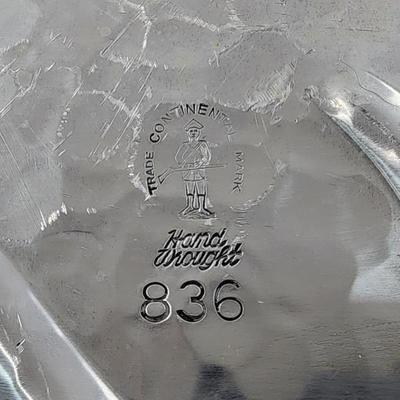 TRADE CONTINENTAL MARK
Hand
Wrought
836